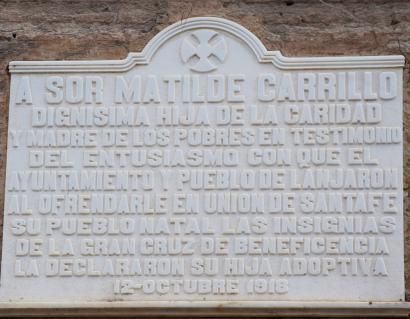 A SOR MATILDE CARRILLO
DIGNISIMA HIJA DE LA CARIDAD
Y MADRE DE LOS POBRES EN TESTIMONIO
DEL ENTUSIASMO CON QUE EL
AYUNTAMIENTO Y PUEBLO DE LANJARON
AL OFRENDARLE EN UNION DE SANTAFE
SU PUEBLO NATAL LAS INSIGNIAS
DE LA GRAN CRUZ DE BENEFICENCIA
LA DECLARARON SU HIJA ADOPTIVA
12-OCTUBRE 1918